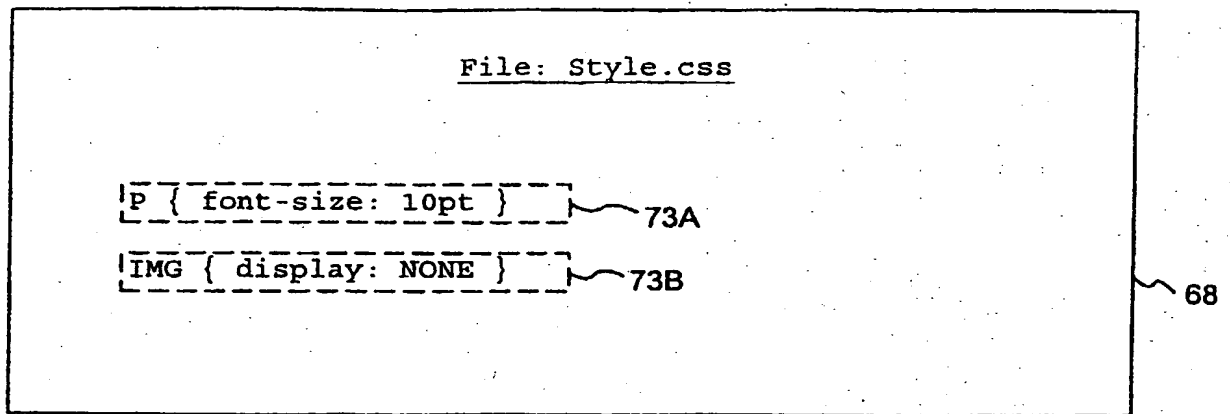 File: Style.css
P { font-size: 10pt }
73A
IMG { display: NONE }
73B
68